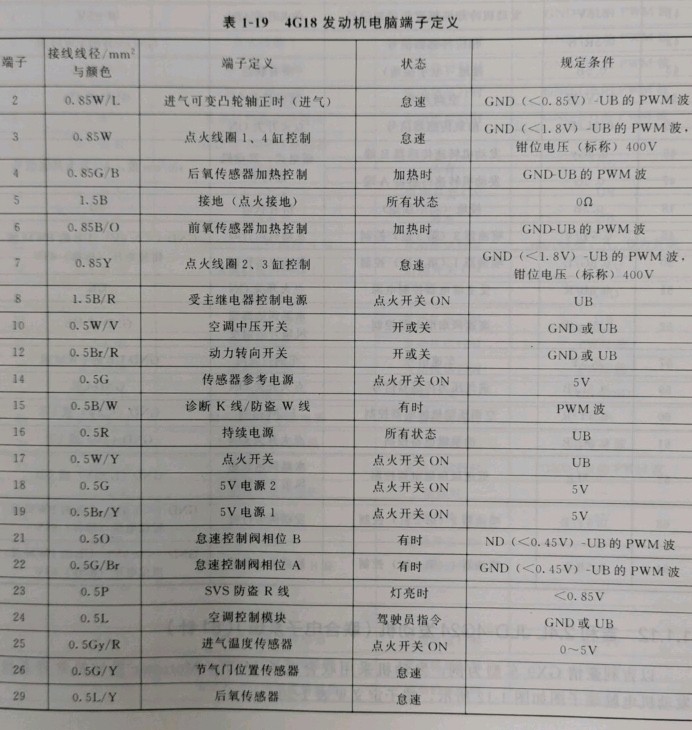 表 1-19 4G18 发动机电脑端子定义
端子 接线线径/mm² 与颜色 端子定义 状态 规定条件
2 0.85W/L 进气可变凸轮轴正时（进气） 怠速 GND（＜0.85V）-UB 的 PWM 波
3 0.85W 点火线圈 1、4 缸控制 怠速 GND（＜1.8V）-UB 的 PWM 波，
钳位电压（标称）400V
4 0.85G/B 后氧传感器加热控制 加热时 GND-UB 的 PWM 波
5 1.5B 接地（点火接地） 所有状态 0Ω
6 0.85B/O 前氧传感器加热控制 加热时 GND-UB 的 PWM 波
7 0.85Y 点火线圈 2、3 缸控制 怠速 GND（＜1.8V）-UB 的 PWM 波，
钳位电压（标称）400V
8 1.5B/R 受主继电器控制电源 点火开关 ON UB
10 0.5W/V 空调中压开关 开或关 GND 或 UB
12 0.5Br/R 动力转向开关 开或关 GND 或 UB
14 0.5G 传感器参考电源 点火开关 ON 5V
15 0.5B/W 诊断 K 线/防盗 W 线 有时 PWM 波
16 0.5R 持续电源 所有状态 UB
17 0.5W/Y 点火开关 点火开关 ON UB
18 0.5G 5V 电源 2 点火开关 ON 5V
19 0.5Br/Y 5V 电源 1 点火开关 ON 5V
21 0.5O 怠速控制阀相位 B 有时 ND（＜0.45V）-UB 的 PWM 波
22 0.5G/Br 怠速控制阀相位 A 有时 GND（＜0.45V）-UB 的 PWM 波
23 0.5P SVS 防盗 R 线 灯亮时 ＜0.85V
24 0.5L 空调控制模块 驾驶员指令 GND 或 UB
25 0.5Gy/R 进气温度传感器 点火开关 ON 0～5V
26 0.5G/Y 节气门位置传感器 怠速
29 0.5L/Y 后氧传感器 怠速